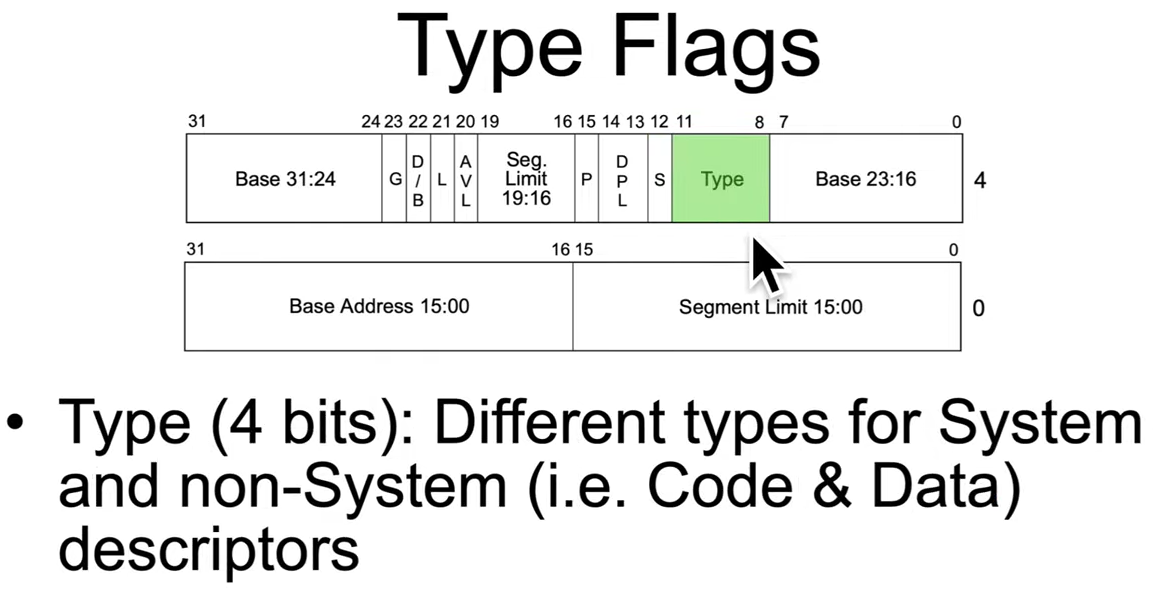 Type Flags
31 24 23 22 21 20 19 16 15 14 13 12 11 8 7 0
Base 31:24 G D/B L AVL Seg. Limit 19:16 P DPL S Type Base 23:16 4
31 16 15 0
Base Address 15:00 Segment Limit 15:00 0
• Type (4 bits): Different types for System
and non-System (i.e. Code & Data)
descriptors